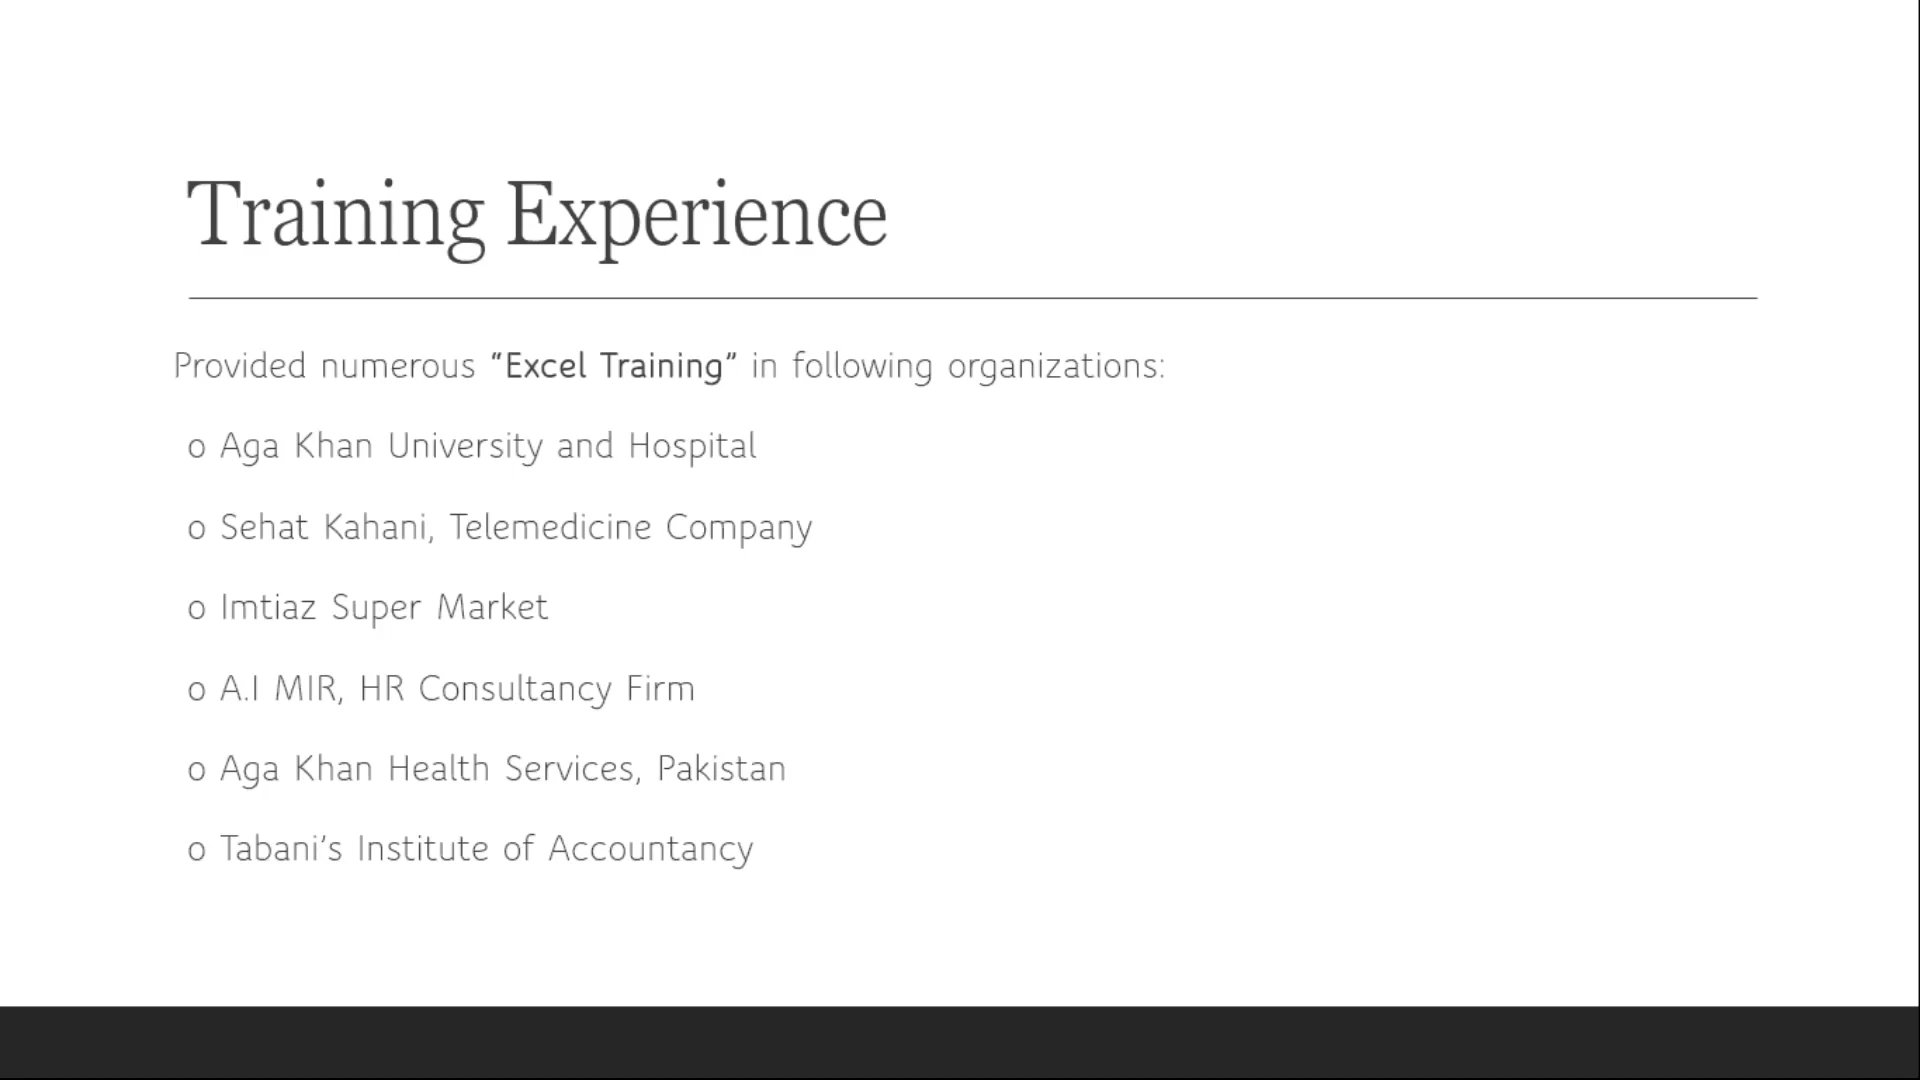 Training Experience
Provided numerous “Excel Training” in following organizations:
o Aga Khan University and Hospital
o Sehat Kahani, Telemedicine Company
o Imtiaz Super Market
o A.I MIR, HR Consultancy Firm
o Aga Khan Health Services, Pakistan
o Tabani’s Institute of Accountancy